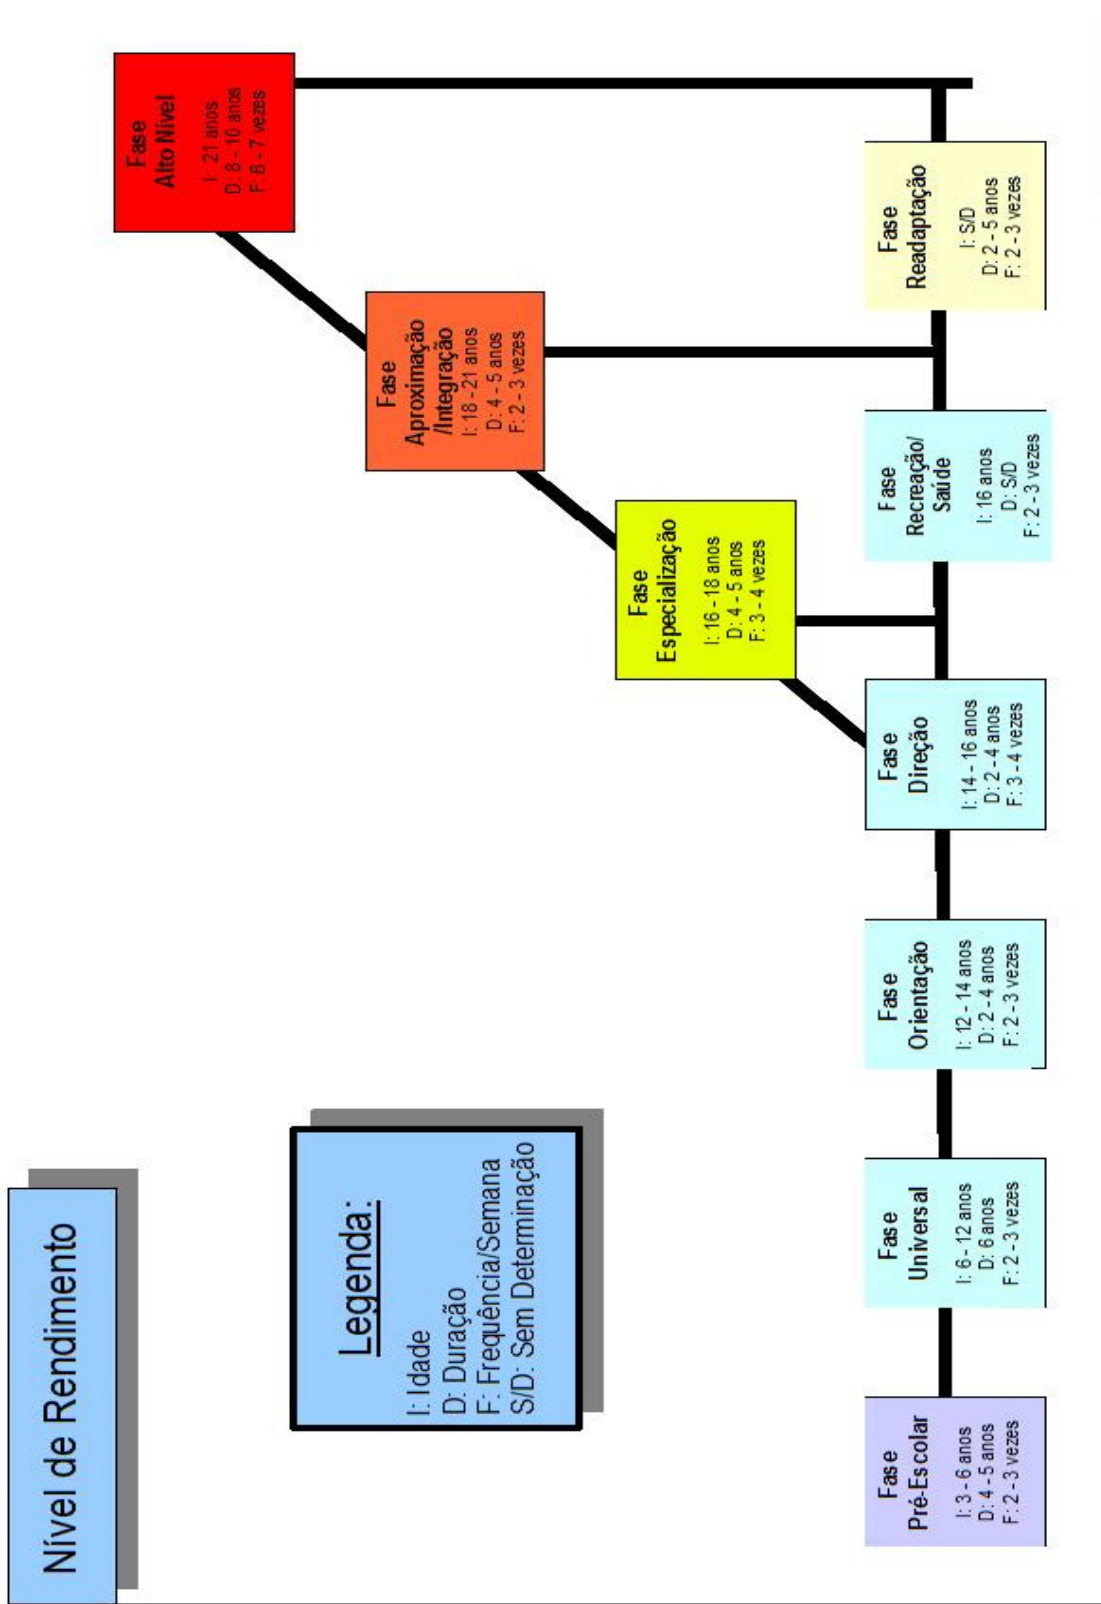 Nível de Rendimento
Legenda:
I: Idade
D: Duração
F: Frequência/Semana
S/D: Sem Determinação
Fase
Pré-Escolar
I: 3 - 6 anos
D: 4 - 5 anos
F: 2 - 3 vezes
Fase
Universal
I: 6 - 12 anos
D: 6 anos
F: 2 - 3 vezes
Fase
Orientação
I: 12 - 14 anos
D: 2 - 4 anos
F: 2 - 3 vezes
Fase
Direção
I: 14 - 16 anos
D: 2 - 4 anos
F: 3 - 4 vezes
Fase
Especialização
I: 16 - 18 anos
D: 4 - 5 anos
F: 3 - 4 vezes
Fase
Aproximação
/Integração
I: 18 - 21 anos
D: 4 - 5 anos
F: 2 - 3 vezes
Fase
Alto Nível
I: 21 anos
D: 8 - 10 anos
F: 6 - 7 vezes
Fase
Recreação/
Saúde
I: 16 anos
D: S/D
F: 2 - 3 vezes
Fase
Readaptação
I: S/D
D: 2 - 5 anos
F: 2 - 3 vezes